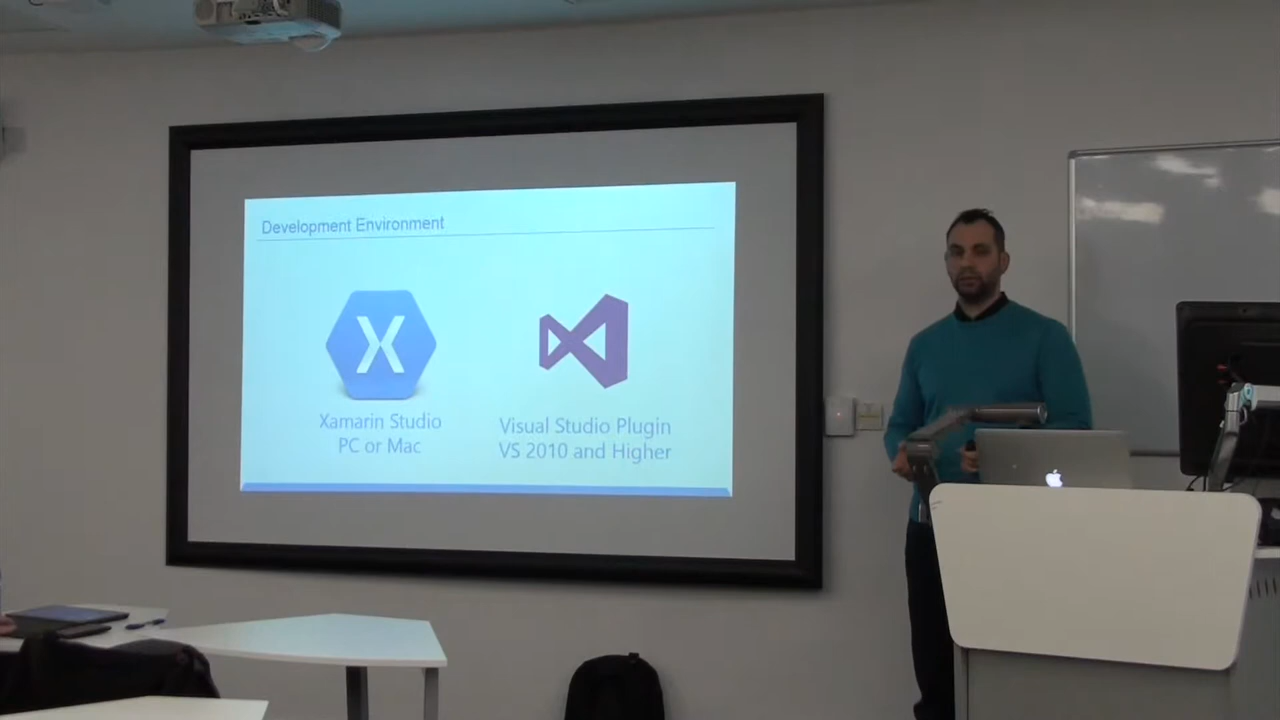 Development Environment
X
Xamarin Studio
PC or Mac
Visual Studio Plugin
VS 2010 and Higher